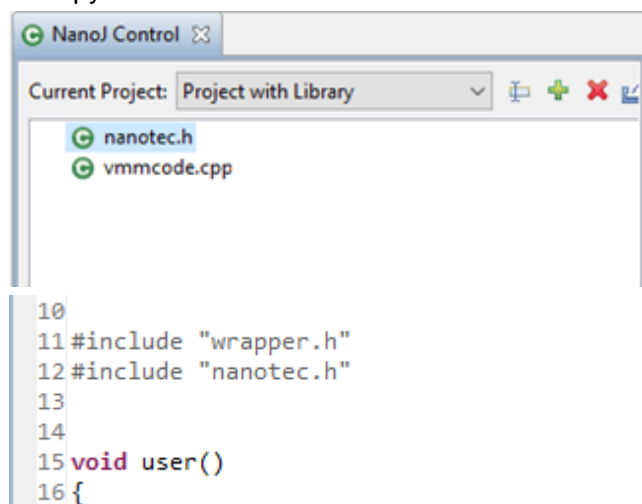 NanoJ Control
Current Project: Project with Library
nanotec.h
vmmcode.cpp
10
11 #include "wrapper.h"
12 #include "nanotec.h"
13
14
15 void user()
16 {